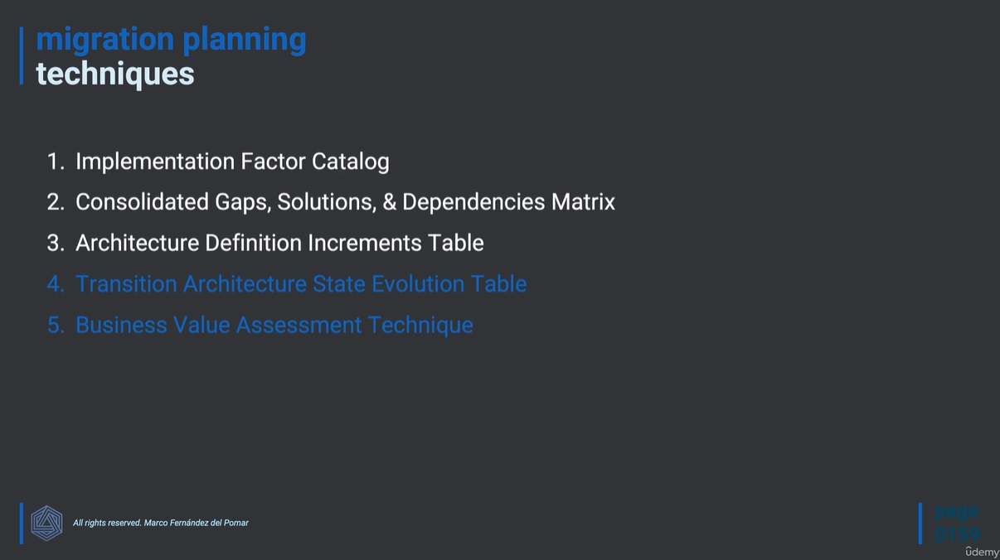 migration planning
techniques
1. Implementation Factor Catalog
2. Consolidated Gaps, Solutions, & Dependencies Matrix
3. Architecture Definition Increments Table
4. Transition Architecture State Evolution Table
5. Business Value Assessment Technique
All rights reserved. Marco Fernández del Pomar
page
0159
ûdemy